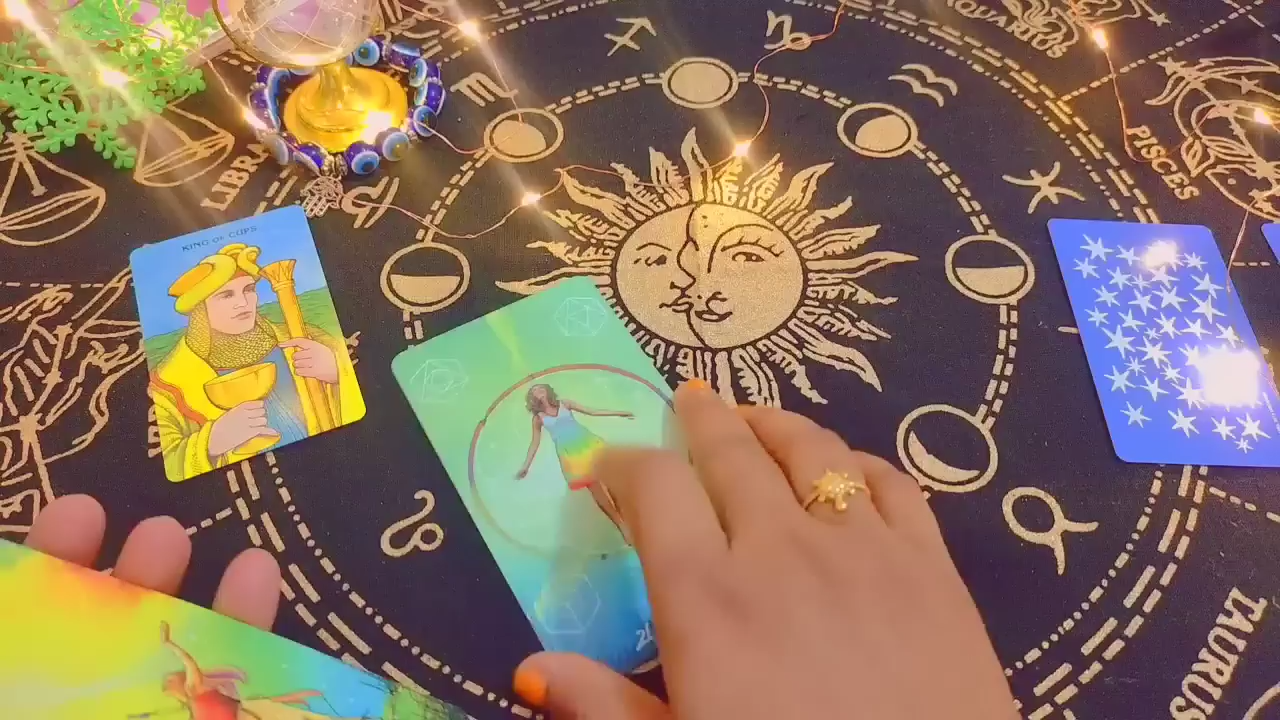 AQUARIUS
PISCES
LIBRA
KING OF CUPS
TAURUS